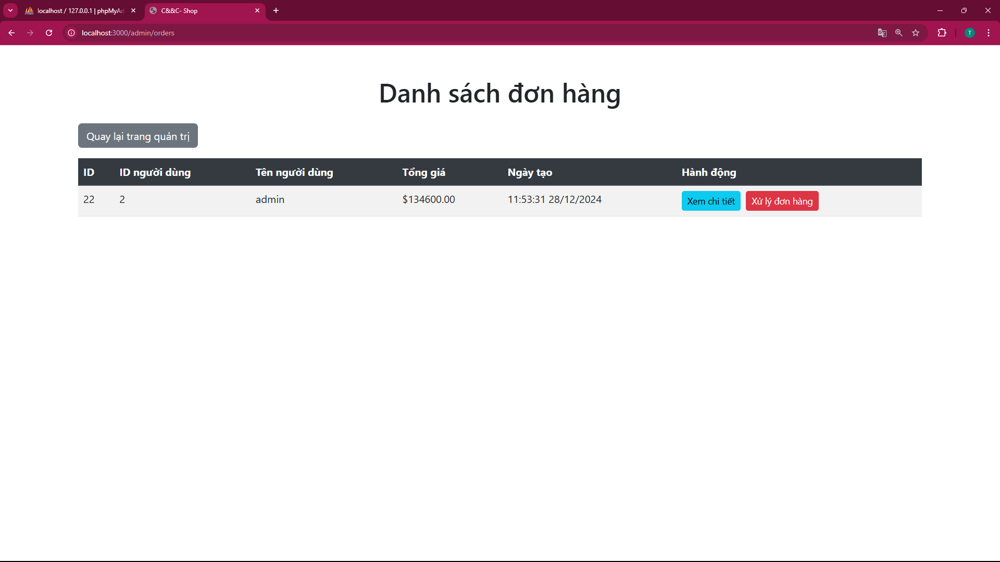 localhost / 127.0.0.1 | phpMyAd
C&&C- Shop
localhost:3000/admin/orders
T
Danh sách đơn hàng
Quay lại trang quản trị
ID ID người dùng Tên người dùng Tổng giá Ngày tạo Hành động
22 2 admin $134600.00 11:53:31 28/12/2024 Xem chi tiết Xử lý đơn hàng